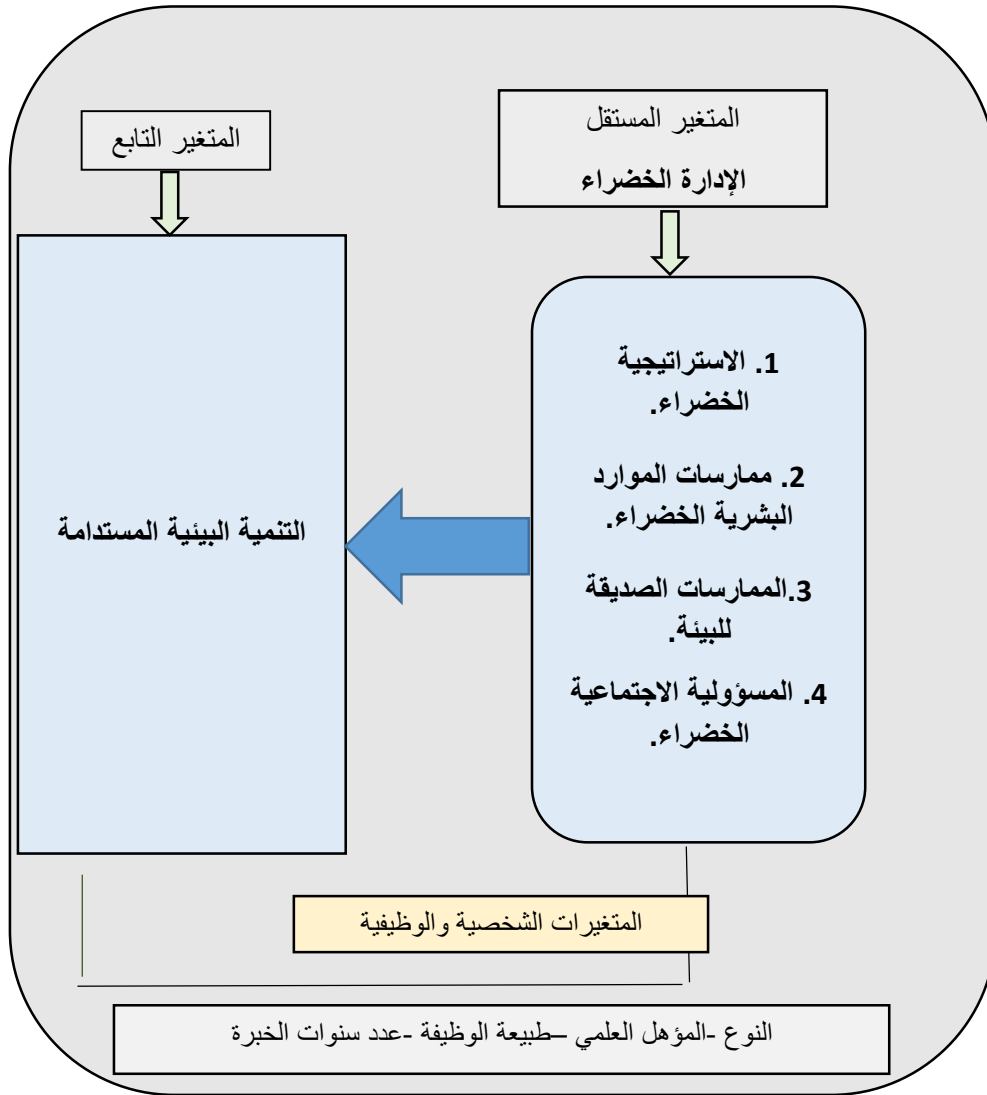 المتغير المستقل
الإدارة الخضراء
المتغير التابع
1. الاستراتيجية
الخضراء.
2. ممارسات الموارد
البشرية الخضراء.
3.الممارسات الصديقة
للبيئة.
4. المسؤولية الاجتماعية
الخضراء.
التنمية البيئية المستدامة
المتغيرات الشخصية والوظيفية
النوع -المؤهل العلمي –طبيعة الوظيفة -عدد سنوات الخبرة